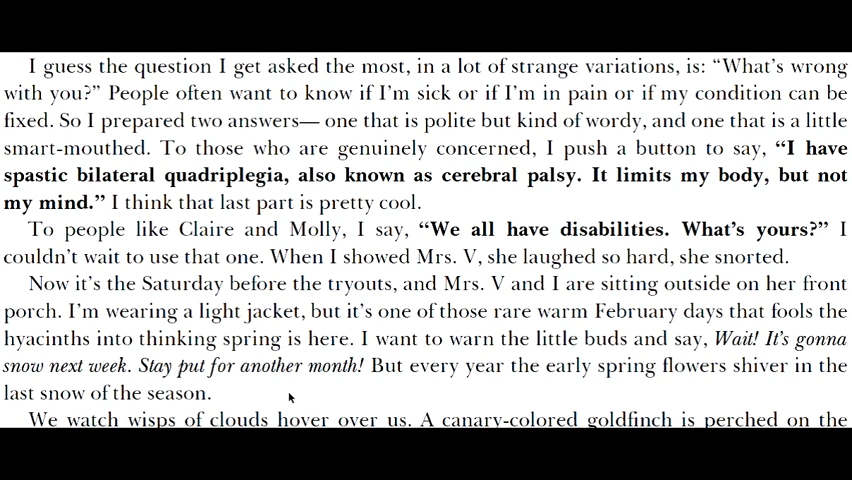 I guess the question I get asked the most, in a lot of strange variations, is: “What’s wrong
with you?” People often want to know if I’m sick or if I’m in pain or if my condition can be
fixed. So I prepared two answers— one that is polite but kind of wordy, and one that is a little
smart-mouthed. To those who are genuinely concerned, I push a button to say, “I have
spastic bilateral quadriplegia, also known as cerebral palsy. It limits my body, but not
my mind.” I think that last part is pretty cool.
To people like Claire and Molly, I say, “We all have disabilities. What’s yours?” I
couldn’t wait to use that one. When I showed Mrs. V, she laughed so hard, she snorted.
Now it’s the Saturday before the tryouts, and Mrs. V and I are sitting outside on her front
porch. I’m wearing a light jacket, but it’s one of those rare warm February days that fools the
hyacinths into thinking spring is here. I want to warn the little buds and say, Wait! It’s gonna
snow next week. Stay put for another month! But every year the early spring flowers shiver in the
last snow of the season.
We watch wisps of clouds hover over us. A canary-colored goldfinch is perched on the